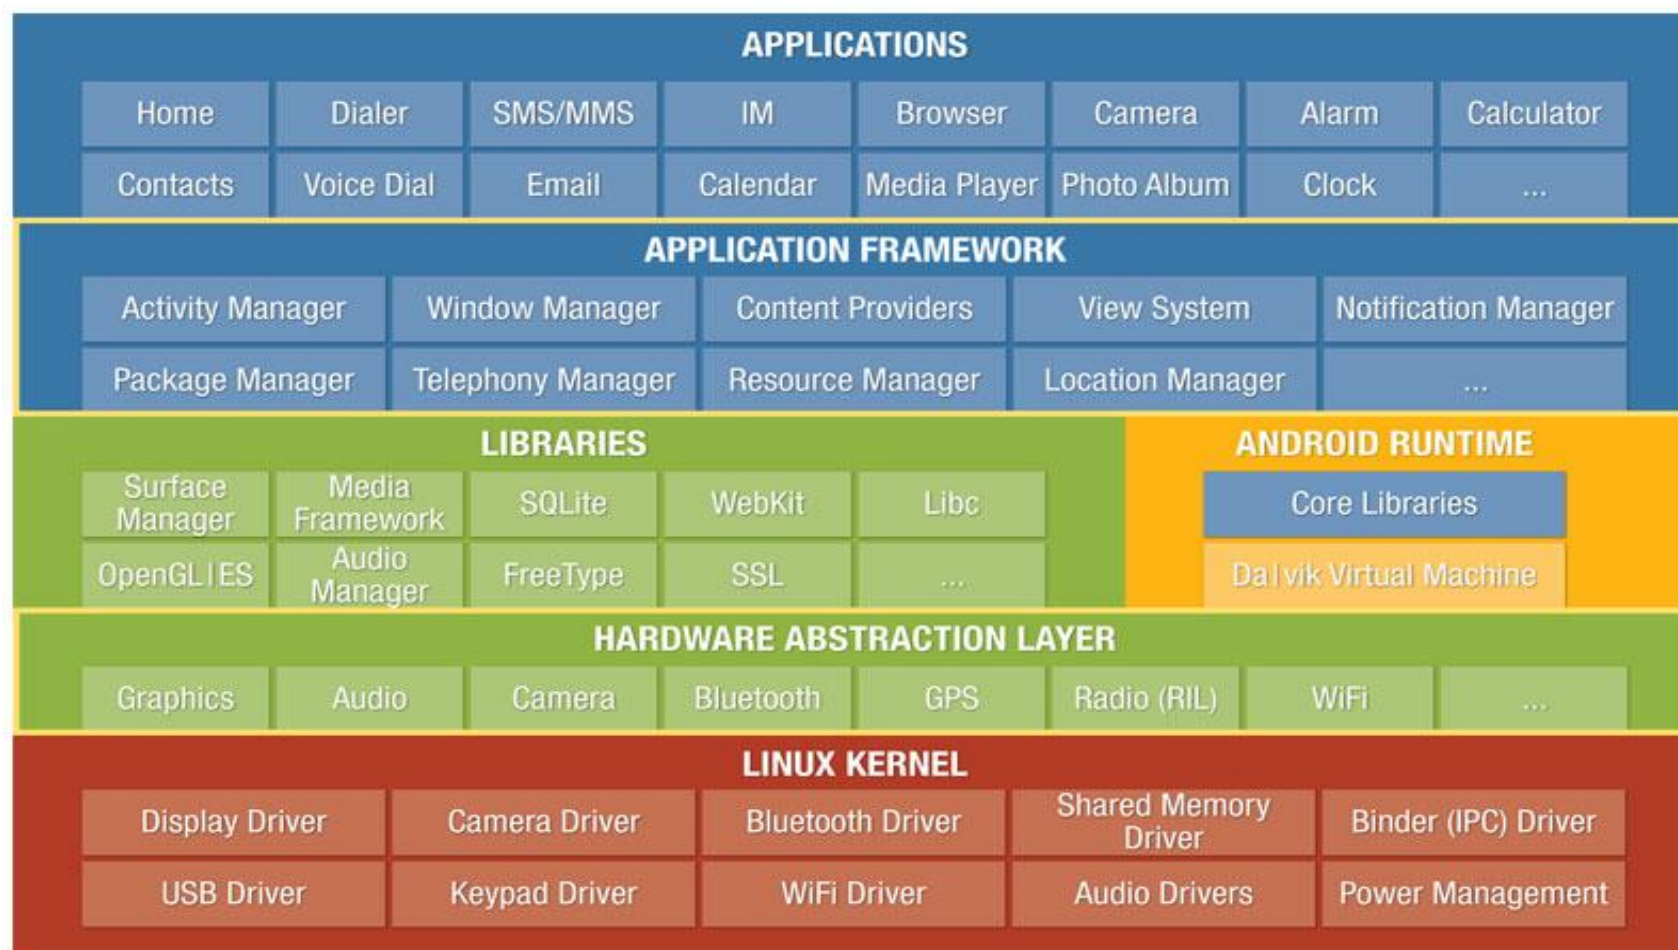 APPLICATIONS
Home Dialer SMS/MMS IM Browser Camera Alarm Calculator
Contacts Voice Dial Email Calendar Media Player Photo Album Clock ...
APPLICATION FRAMEWORK
Activity Manager Window Manager Content Providers View System Notification Manager
Package Manager Telephony Manager Resource Manager Location Manager ...
LIBRARIES
Surface
Manager
Media
Framework
SQLite WebKit Libc
OpenGL|ES
Audio
Manager
FreeType SSL ...
ANDROID RUNTIME
Core Libraries
Da|vik Virtual Machine
HARDWARE ABSTRACTION LAYER
Graphics Audio Camera Bluetooth GPS Radio (RIL) WiFi ...
LINUX KERNEL
Display Driver Camera Driver Bluetooth Driver
Shared Memory
Driver
Binder (IPC) Driver
USB Driver Keypad Driver WiFi Driver Audio Drivers Power Management